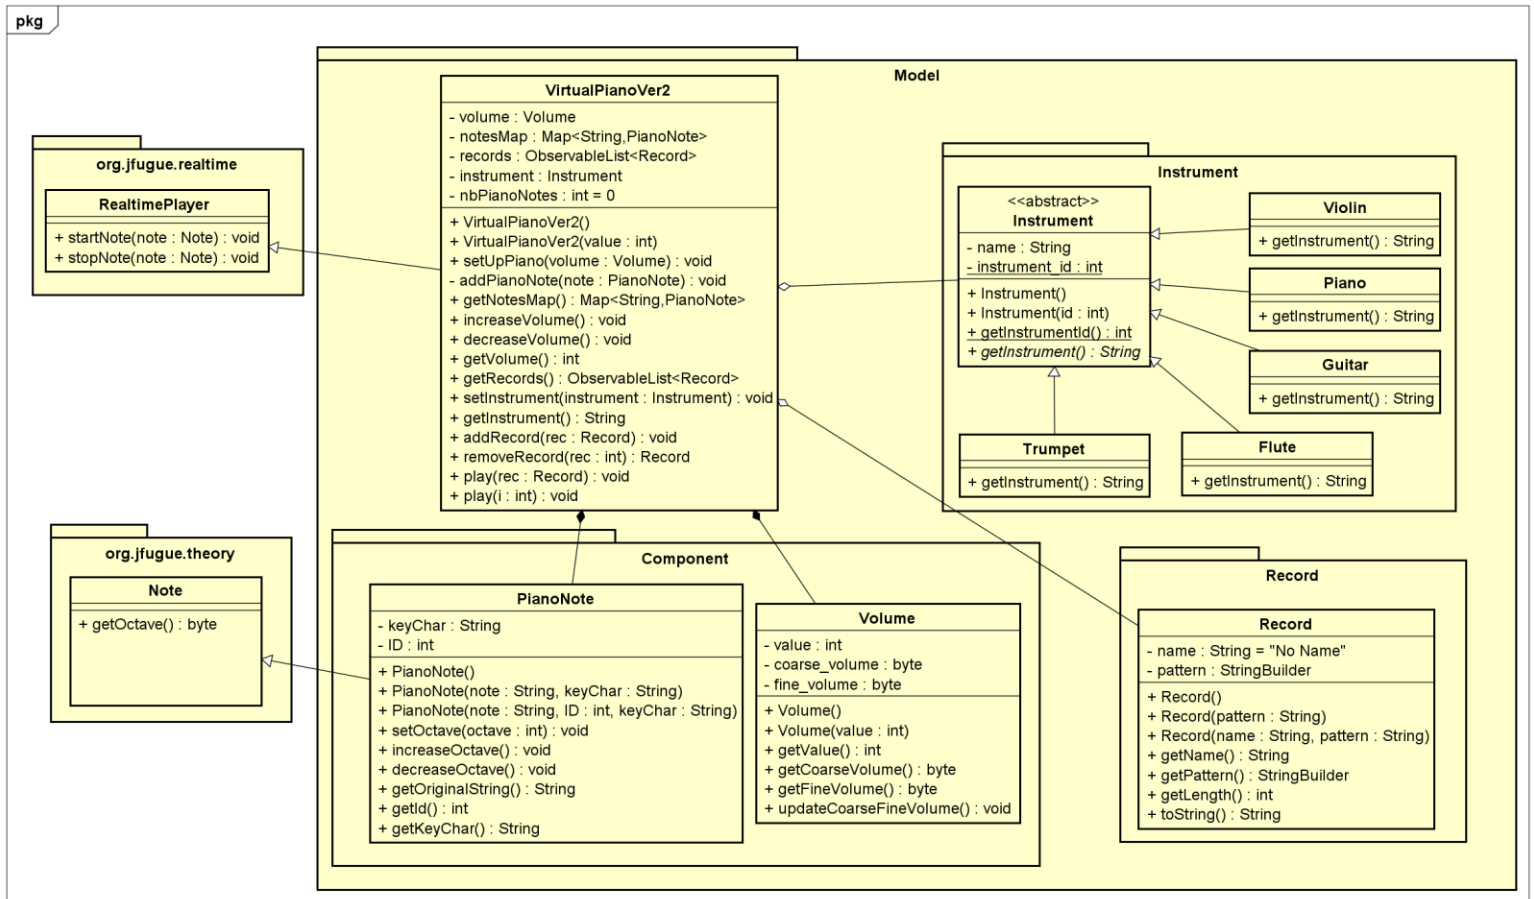 pkg
Model
VirtualPianoVer2
- volume : Volume
- notesMap : Map<String,PianoNote>
- records : ObservableList<Record>
- instrument : Instrument
- nbPianoNotes : int = 0
+ VirtualPianoVer2()
+ VirtualPianoVer2(value : int)
+ setUpPiano(volume : Volume) : void
- addPianoNote(note : PianoNote) : void
+ getNotesMap() : Map<String,PianoNote>
+ increaseVolume() : void
+ decreaseVolume() : void
+ getVolume() : int
+ getRecords() : ObservableList<Record>
+ setInstrument(instrument : Instrument) : void
+ getInstrument() : String
+ addRecord(rec : Record) : void
+ removeRecord(rec : int) : Record
+ play(rec : Record) : void
+ play(i : int) : void
org.jfugue.realtime
RealtimePlayer
+ startNote(note : Note) : void
+ stopNote(note : Note) : void
Instrument
<<abstract>>
Instrument
- name : String
- instrument_id : int
+ Instrument()
+ Instrument(id : int)
+ getInstrumentId() : int
+ getInstrument() : String
Violin
+ getInstrument() : String
Piano
+ getInstrument() : String
Guitar
+ getInstrument() : String
Trumpet
+ getInstrument() : String
Flute
+ getInstrument() : String
org.jfugue.theory
Note
+ getOctave() : byte
Component
PianoNote
- keyChar : String
- ID : int
+ PianoNote()
+ PianoNote(note : String, keyChar : String)
+ PianoNote(note : String, ID : int, keyChar : String)
+ setOctave(octave : int) : void
+ increaseOctave() : void
+ decreaseOctave() : void
+ getOriginalString() : String
+ getId() : int
+ getKeyChar() : String
Volume
- value : int
- coarse_volume : byte
- fine_volume : byte
+ Volume()
+ Volume(value : int)
+ getValue() : int
+ getCoarseVolume() : byte
+ getFineVolume() : byte
+ updateCoarseFineVolume() : void
Record
Record
- name : String = "No Name"
- pattern : StringBuilder
+ Record()
+ Record(pattern : String)
+ Record(name : String, pattern : String)
+ getName() : String
+ getPattern() : StringBuilder
+ getLength() : int
+ toString() : String